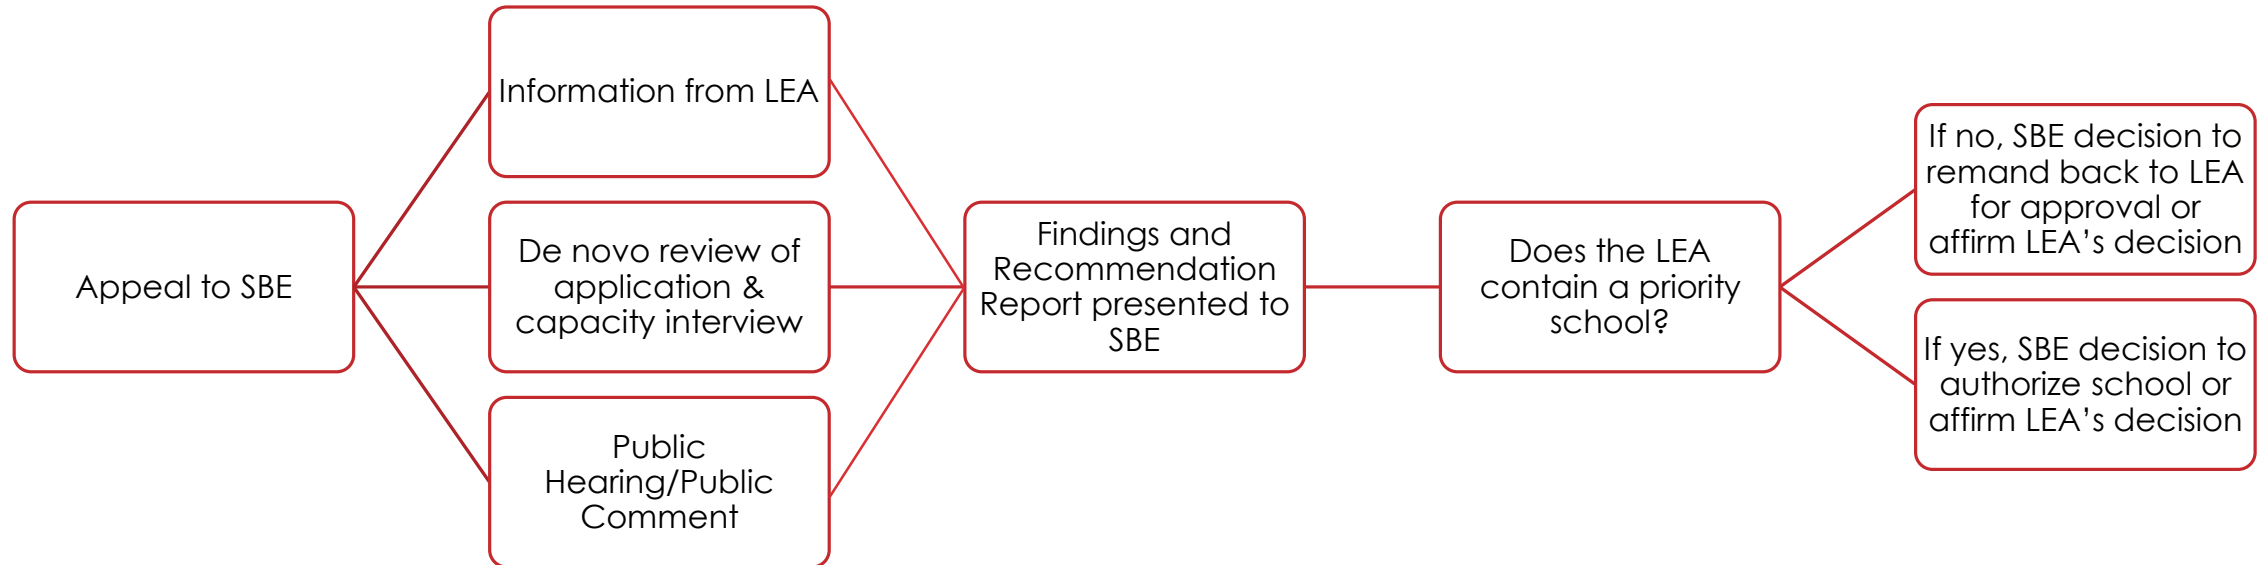 Appeal to SBE
Information from LEA
De novo review of
application &
capacity interview
Public
Hearing/Public
Comment
Findings and
Recommendation
Report presented to
SBE
Does the LEA
contain a priority
school?
If no, SBE decision to
remand back to LEA
for approval or
affirm LEA’s decision
If yes, SBE decision to
authorize school or
affirm LEA’s decision